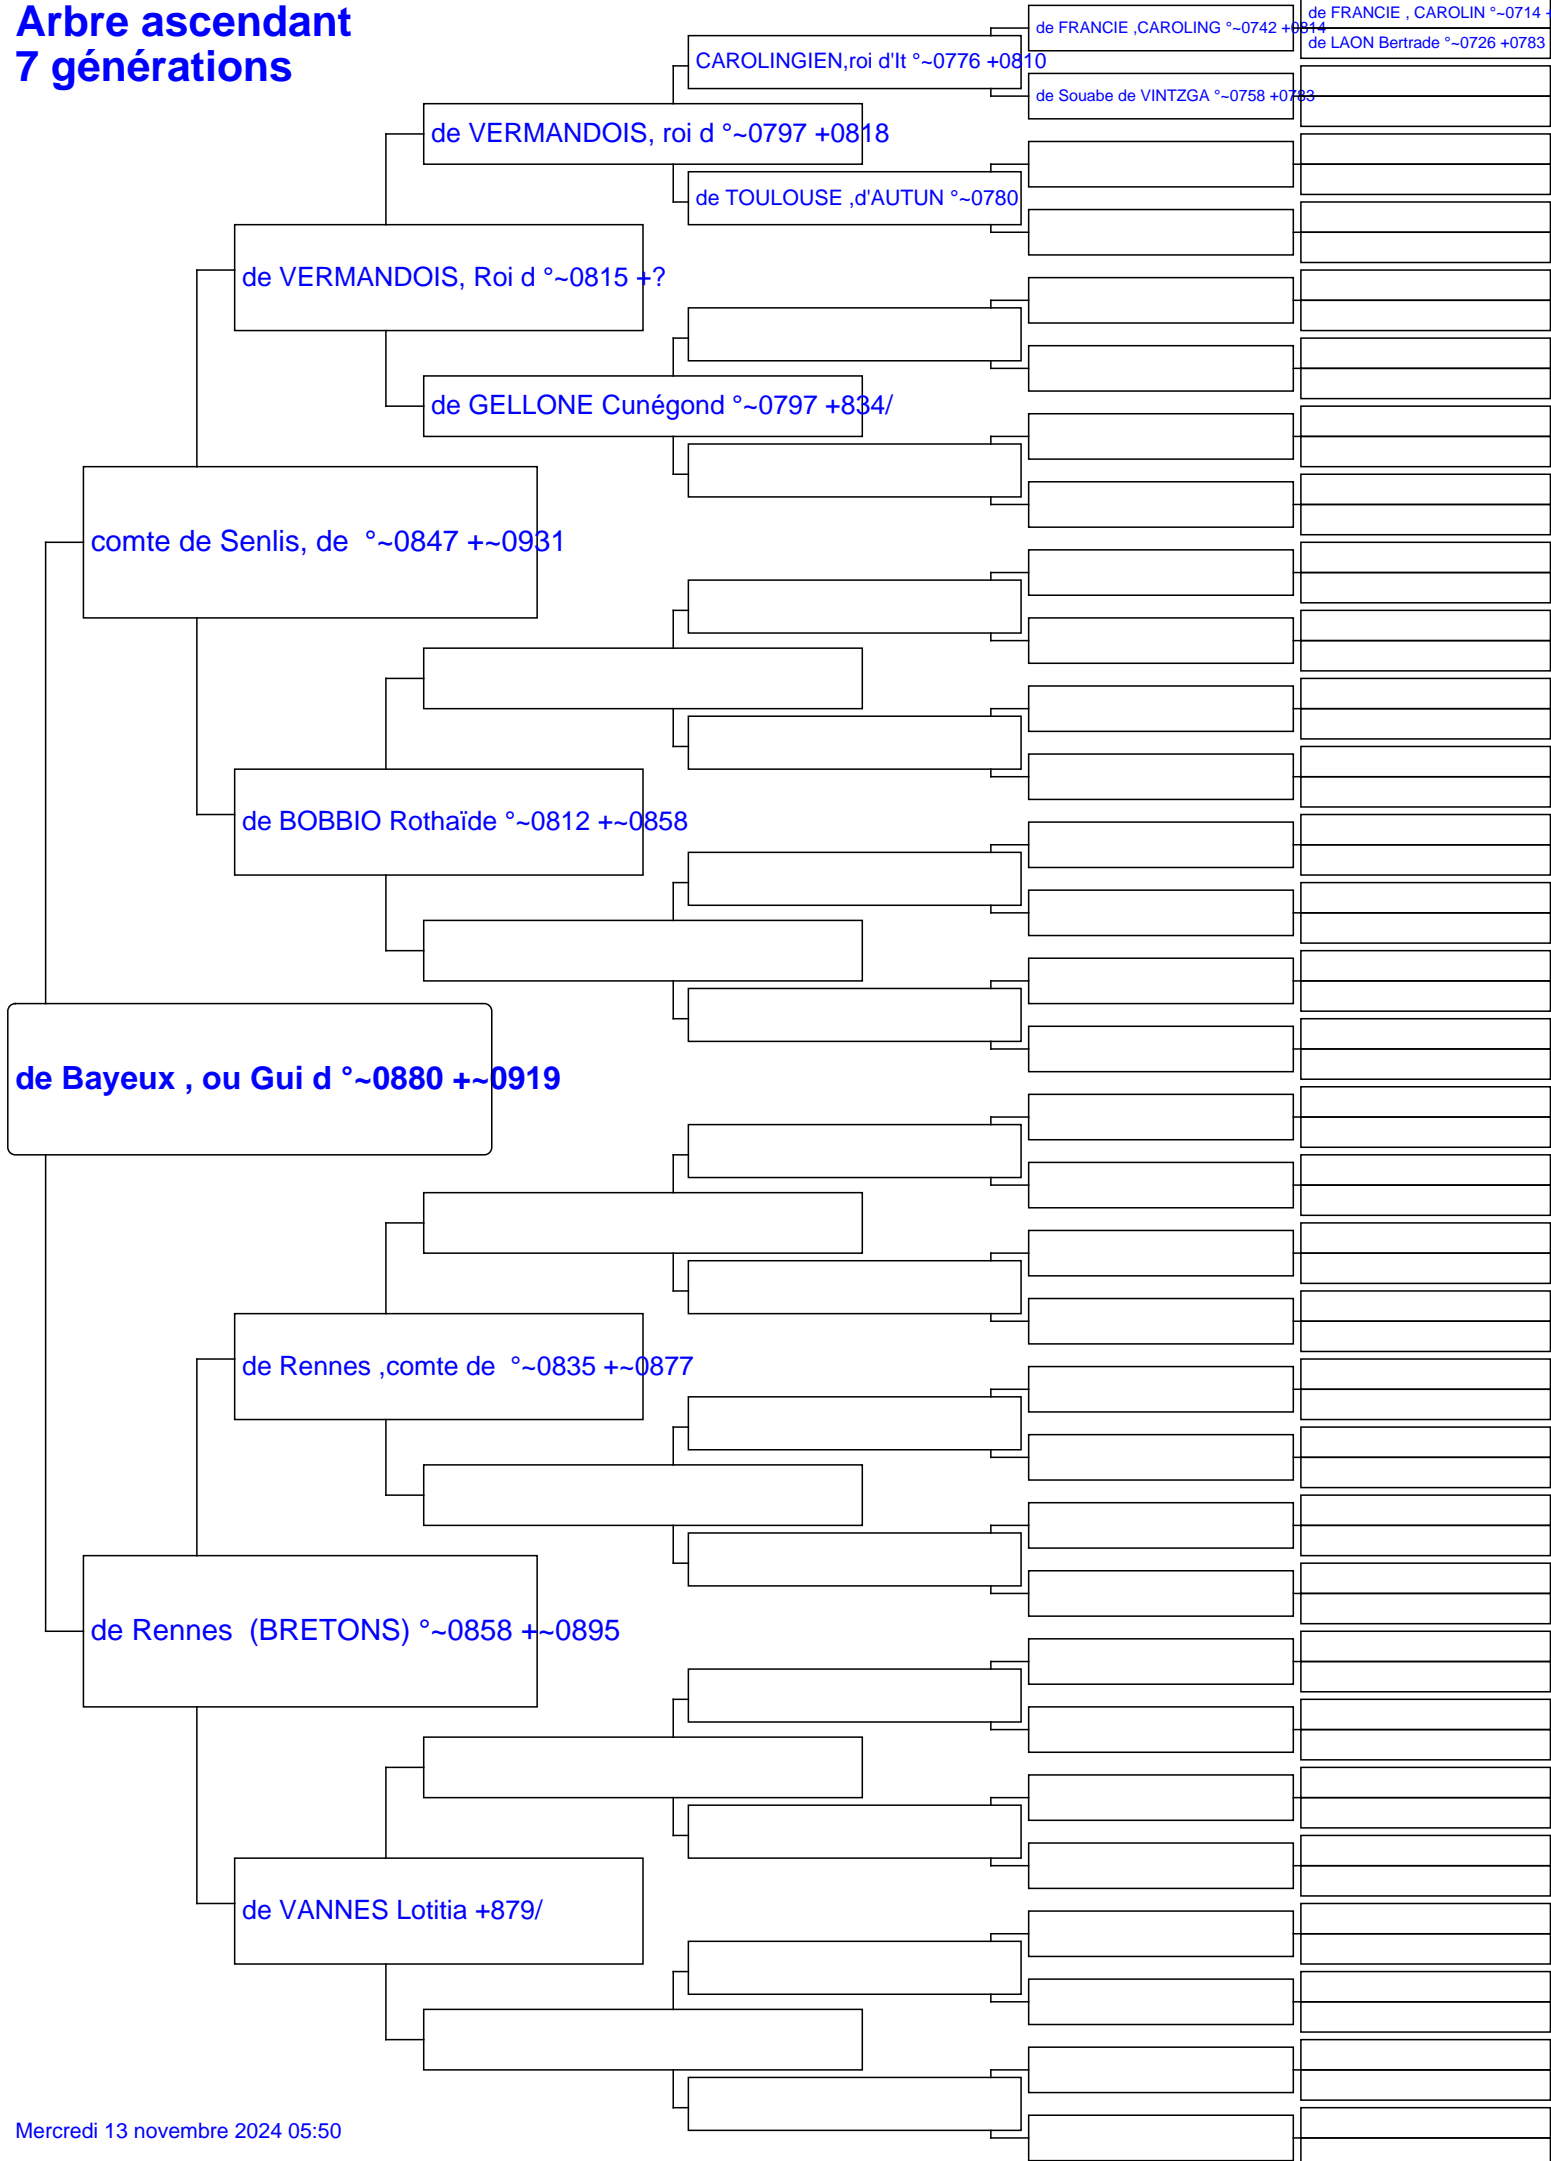 Arbre ascendant
7 générations
de FRANCIE , CAROLIN °~0714 +
de FRANCIE ,CAROLING °~0742 +0814
de LAON Bertrade °~0726 +0783
CAROLINGIEN,roi d'It °~0776 +0810
de Souabe de VINTZGA °~0758 +0783
de VERMANDOIS, roi d °~0797 +0818
de TOULOUSE ,d'AUTUN °~0780
de VERMANDOIS, Roi d °~0815 +?
de GELLONE Cunégond °~0797 +834/
comte de Senlis, de  °~0847 +~0931
de BOBBIO Rothaïde °~0812 +~0858
de Bayeux , ou Gui d °~0880 +~0919
de Rennes ,comte de  °~0835 +~0877
de Rennes  (BRETONS) °~0858 +~0895
de VANNES Lotitia +879/
Mercredi 13 novembre 2024 05:50